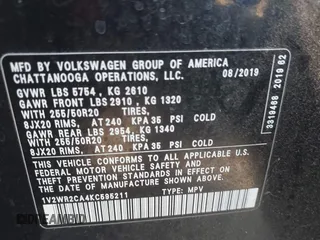 MFD BY VOLKSWAGEN GROUP OF AMERICA
CHATTANOOGA OPERATIONS, LLC. 08/2019
GVWR LBS 5754 , KG 2610
GAWR FRONT LBS 2910 , KG 1320
WITH 255/50R20 TIRES,
8JX20 RIMS, AT 240 KPA 35 PSI COLD
GAWR REAR LBS 2954, KG 1340
WITH 255/50R20 TIRES,
8JX20 RIMS, AT 240 KPA 35 PSI COLD
THIS VEHICLE CONFORMS TO ALL APPLICABLE
FEDERAL MOTOR VEHICLE SAFETY AND
THEFT PREVENTION STANDARDS IN EFFECT ON
THE DATE OF MANUFACTURE SHOWN ABOVE.
1V2WR2CA4KC595211 TYPE: MPV
3319468 2019 62